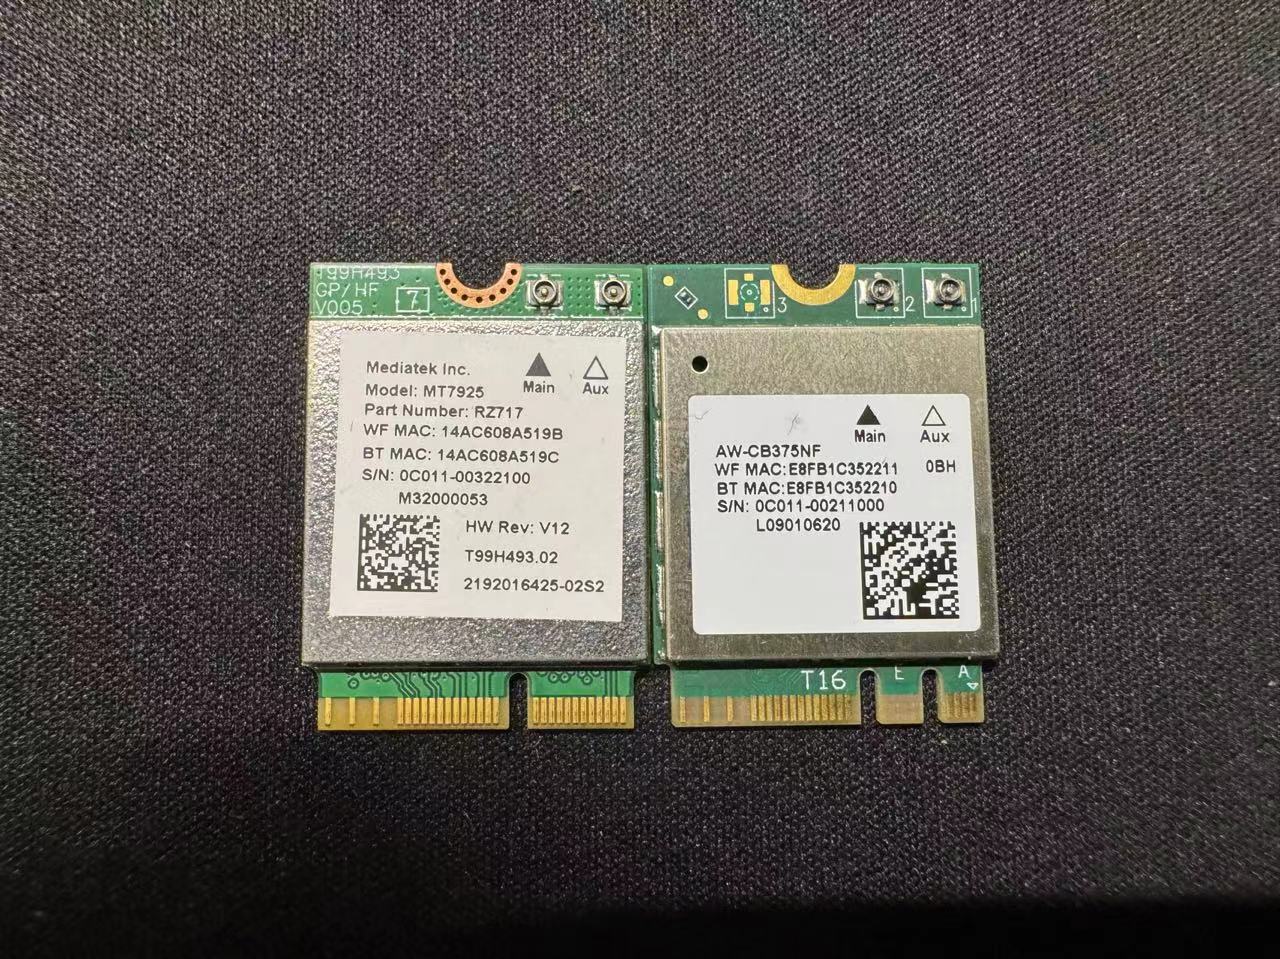 T99H493
GP/HF
V005
7
Mediatek Inc.
Model: MT7925
Part Number: RZ717
WF MAC: 14AC608A519B
BT MAC: 14AC608A519C
S/N: 0C011-00322100
M32000053
Main
Aux
HW Rev: V12
T99H493.02
2192016425-02S2
3
2
1
Main
Aux
AW-CB375NF
WF MAC:E8FB1C352211
0BH
BT MAC:E8FB1C352210
S/N: 0C011-00211000
L09010620
T16
E
A